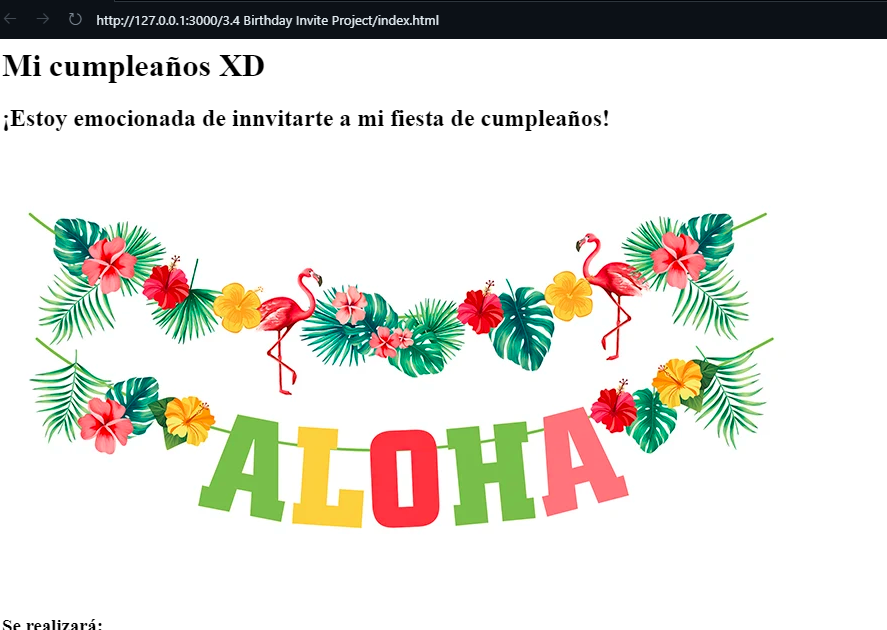 http://127.0.0.1:3000/3.4 Birthday Invite Project/index.html
Mi cumpleaños XD
¡Estoy emocionada de innvitarte a mi fiesta de cumpleaños!
ALOHA
Se realizará: